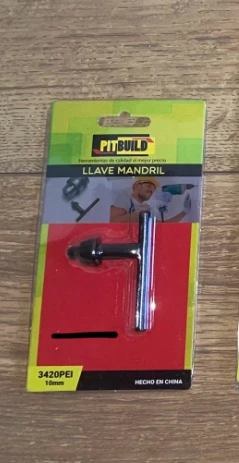 PITBUILD
Herramientas de calidad al mejor precio
LLAVE MANDRIL
3420PEI
10mm
HECHO EN CHINA